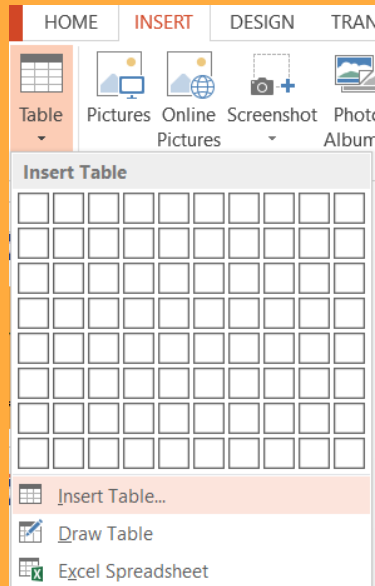 HOME INSERT DESIGN TRAN
Table Pictures Online Screenshot Photo
Pictures Album
Insert Table
Insert Table...
Draw Table
Excel Spreadsheet